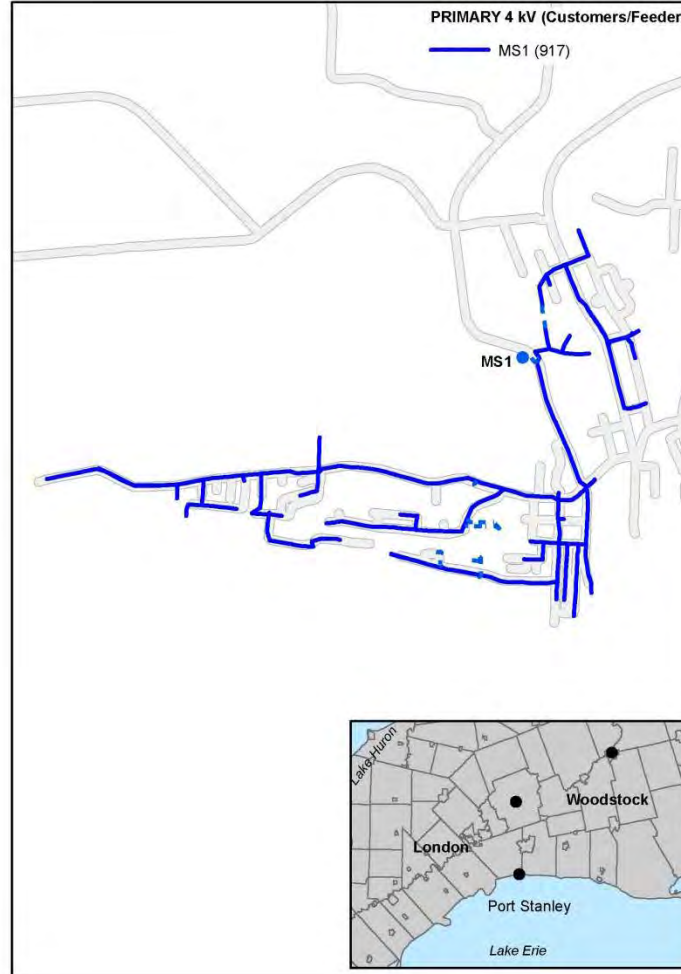 PRIMARY 4 kV (Customers/Feeder
MS1 (917)
MS1
Lake Huron
Woodstock
London
Port Stanley
Lake Erie